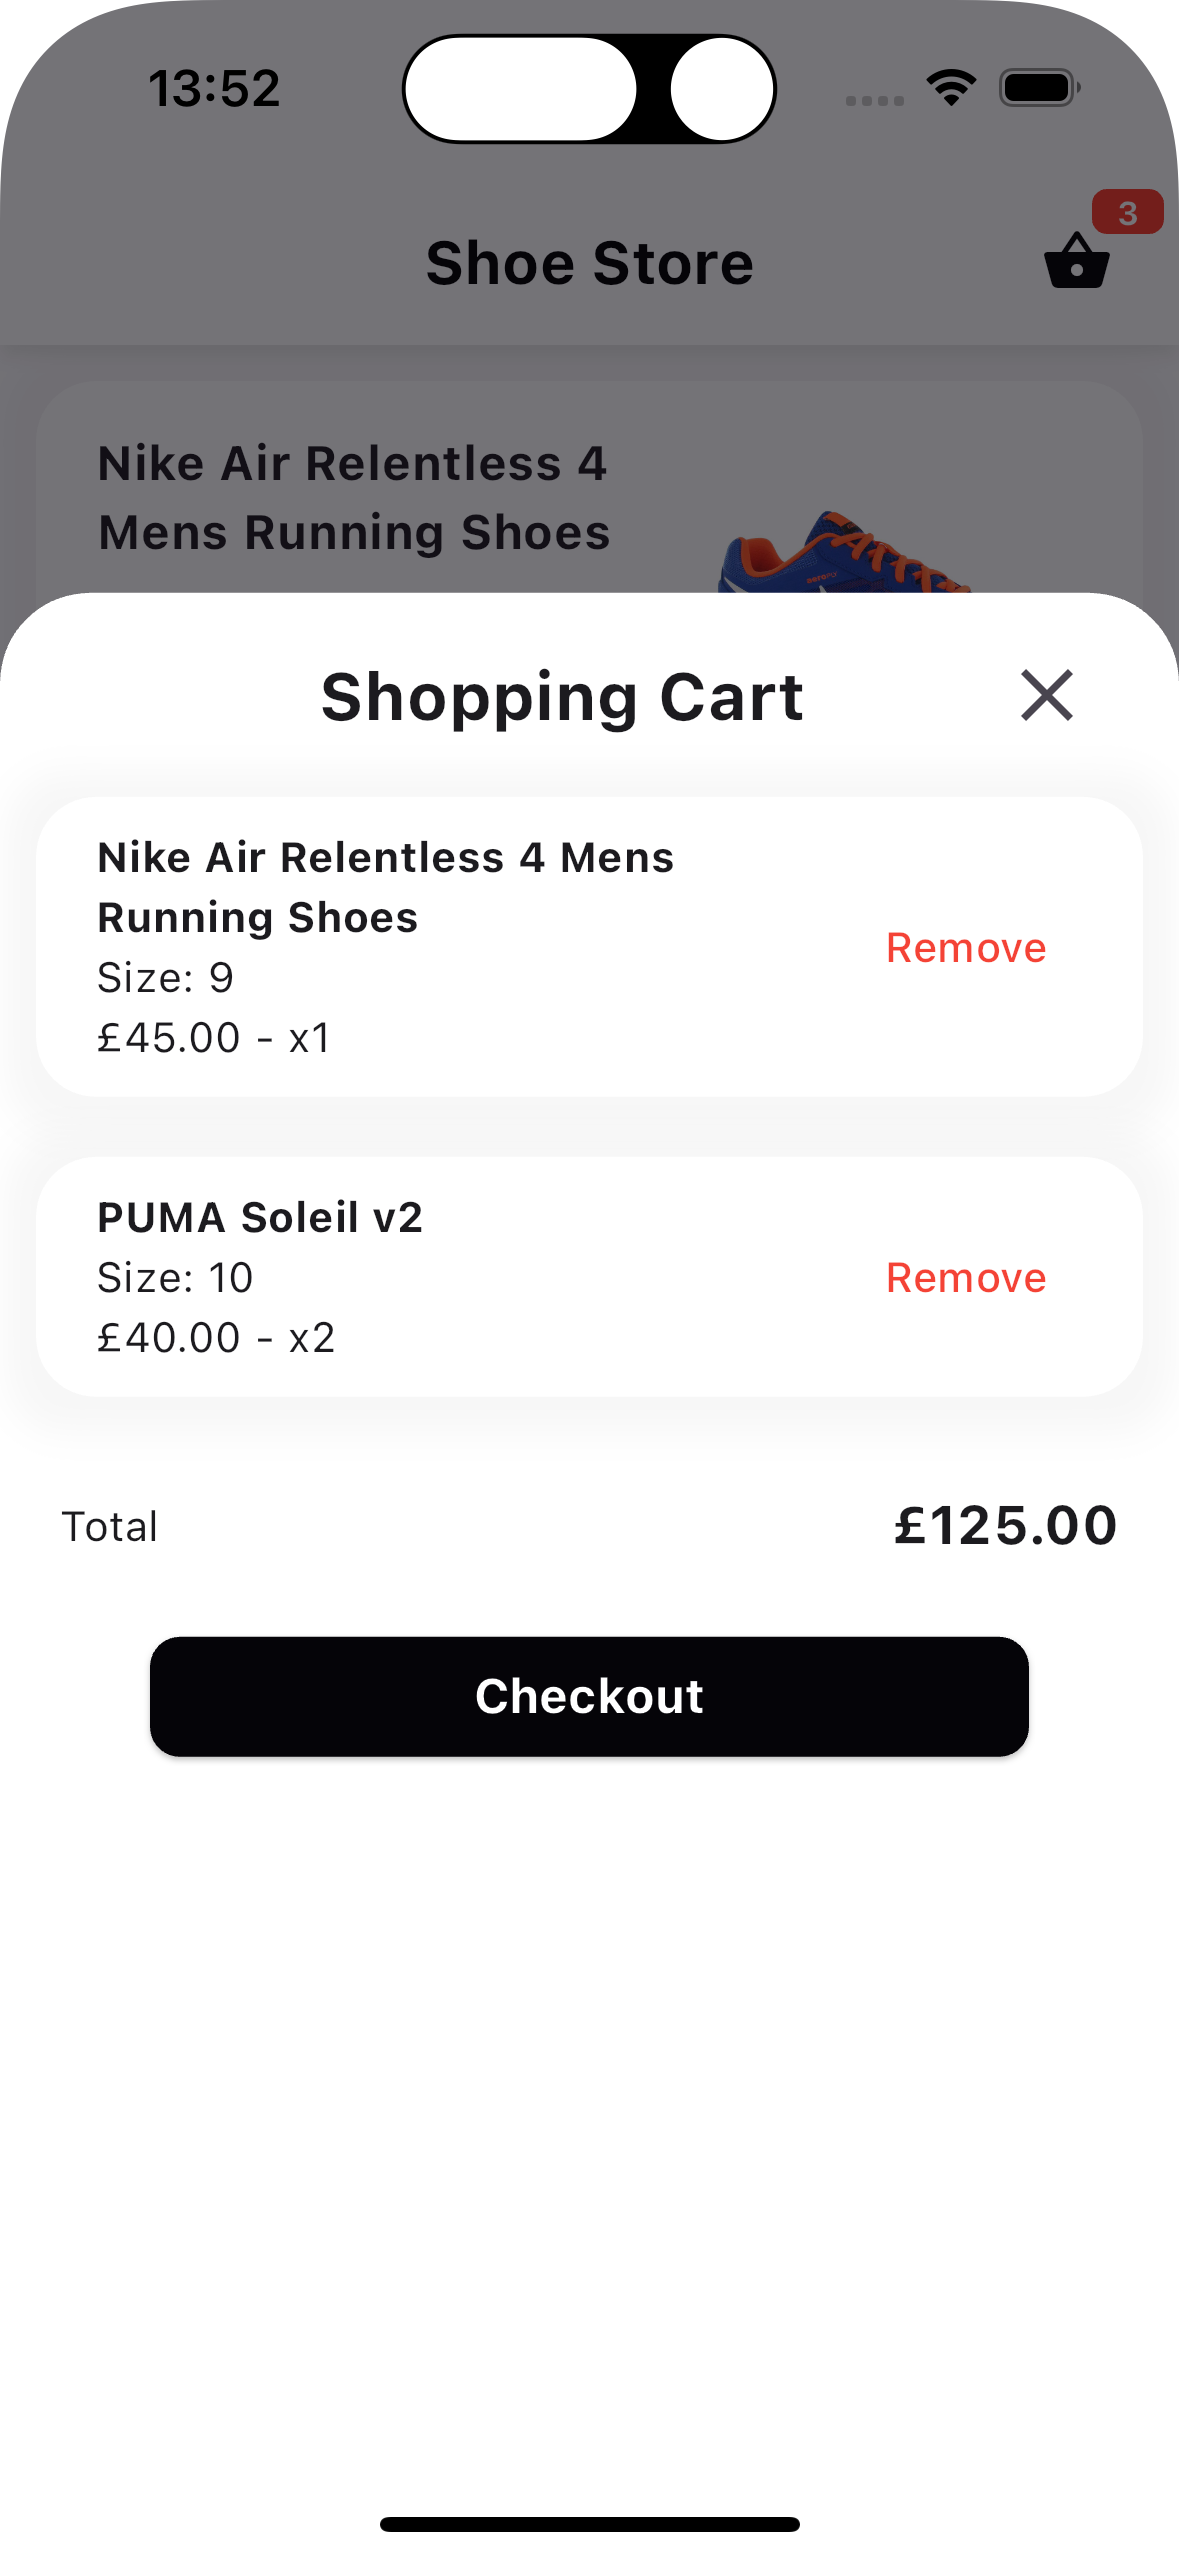 13:52
3
Shoe Store
Nike Air Relentless 4
Mens Running Shoes
Shopping Cart
Nike Air Relentless 4 Mens
Running Shoes
Size: 9
£45.00 - x1
Remove
PUMA Soleil v2
Size: 10
£40.00 - x2
Remove
Total
£125.00
Checkout